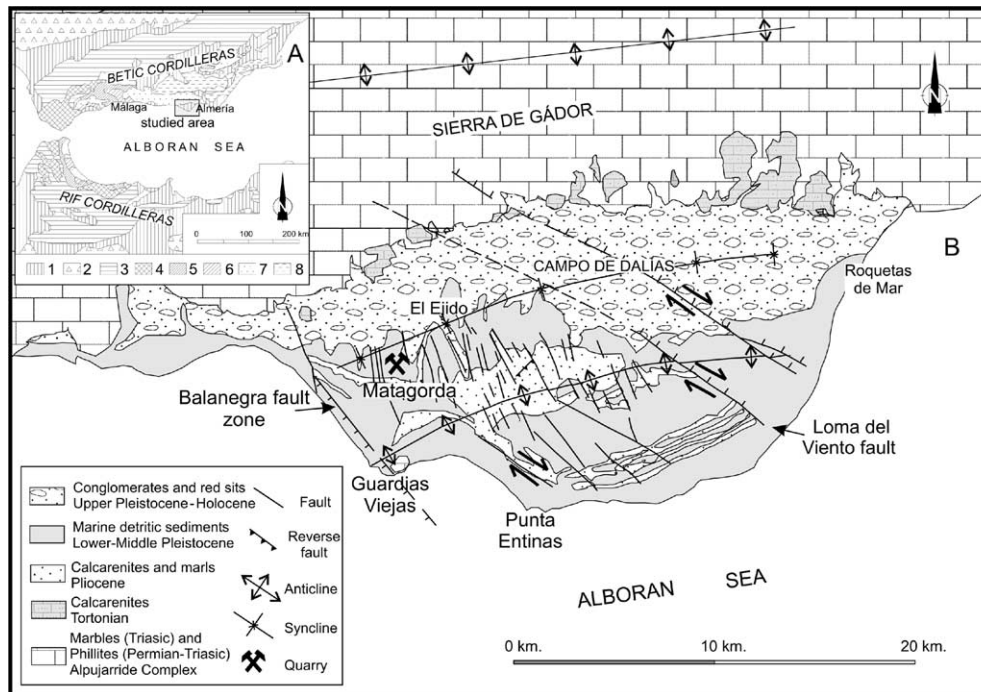 A
BETIC CORDILLERAS
Málaga
Almería
studied area
ALBORAN SEA
RIF CORDILLERAS
N
0 100 200 km.
1 2 3 4 5 6 7 8
SIERRA DE GÁDOR
N
B
CAMPO DE DALIAS
Roquetas
de Mar
El Ejido
Matagorda
Balanegra fault
zone
Loma del
Viento fault
Guardias
Viejas
Punta
Entinas
ALBORAN SEA
0 km. 10 km. 20 km.
Conglomerates and red sits
Upper Pleistocene-Holocene
Marine detritic sediments
Lower-Middle Pleistocene
Calcarenites and marls
Pliocene
Calcarenites
Tortonian
Marbles (Triasic) and
Phillites (Permian-Triasic)
Alpujarride Complex
Fault
Reverse
fault
Anticline
Syncline
Quarry